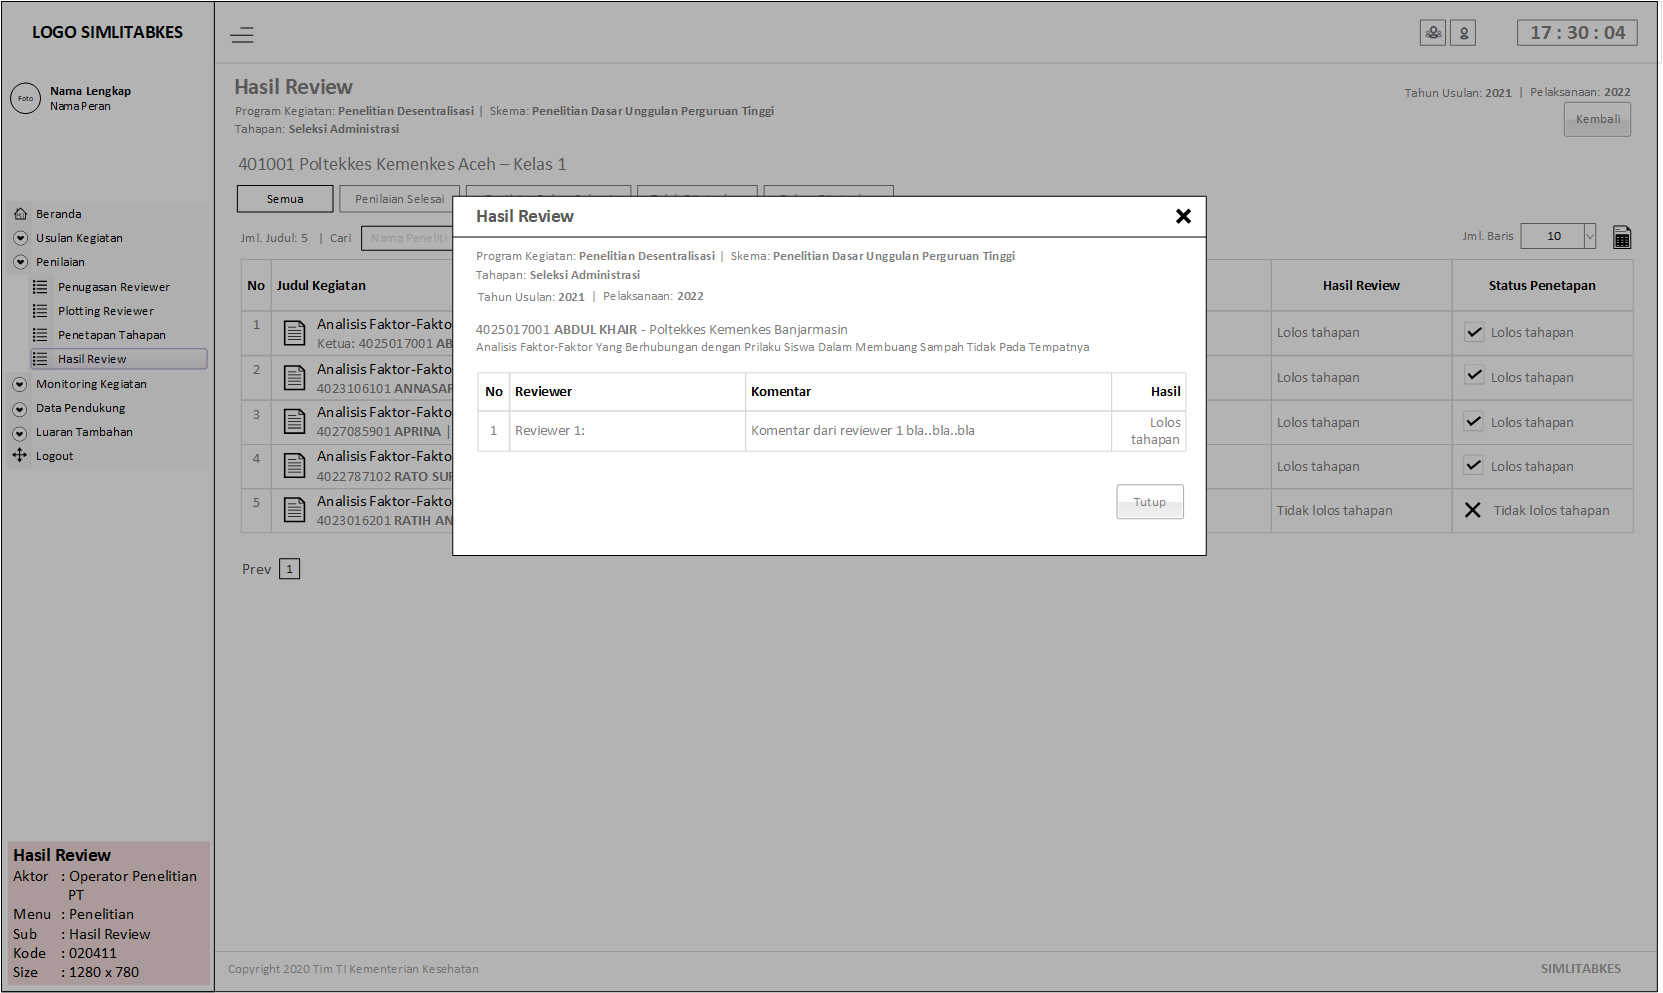 LOGO SIMLITABKES
17 : 30 : 04
Foto
Nama Lengkap
Nama Peran
Hasil Review
Program Kegiatan: Penelitian Desentralisasi | Skema: Penelitian Dasar Unggulan Perguruan Tinggi
Tahapan: Seleksi Administrasi
Tahun Usulan: 2021 | Pelaksanaan: 2022
Kembali
401001 Poltekkes Kemenkes Aceh – Kelas 1
Semua
Penilaian Selesai
Jml. Judul: 5 | Cari
Nama Peneliti
Jml. Baris
10
No
Judul Kegiatan
Hasil Review
Status Penetapan
1
Analisis Faktor-Fakto
Ketua: 4025017001 AB
Lolos tahapan
Lolos tahapan
2
Analisis Faktor-Fakto
4023106101 ANNASAR
Lolos tahapan
Lolos tahapan
3
Analisis Faktor-Fakto
4027085901 APRINA |
Lolos tahapan
Lolos tahapan
4
Analisis Faktor-Fakto
4022787102 RATO SUF
Lolos tahapan
Lolos tahapan
5
Analisis Faktor-Fakto
4023016201 RATIH AN
Tidak lolos tahapan
Tidak lolos tahapan
Prev
1
Beranda
Usulan Kegiatan
Penilaian
Penugasan Reviewer
Plotting Reviewer
Penetapan Tahapan
Hasil Review
Monitoring Kegiatan
Data Pendukung
Luaran Tambahan
Logout
Hasil Review
Program Kegiatan: Penelitian Desentralisasi | Skema: Penelitian Dasar Unggulan Perguruan Tinggi
Tahapan: Seleksi Administrasi
Tahun Usulan: 2021 | Pelaksanaan: 2022
4025017001 ABDUL KHAIR - Poltekkes Kemenkes Banjarmasin
Analisis Faktor-Faktor Yang Berhubungan dengan Prilaku Siswa Dalam Membuang Sampah Tidak Pada Tempatnya
No
Reviewer
Komentar
Hasil
1
Reviewer 1:
Komentar dari reviewer 1 bla..bla..bla
Lolos
tahapan
Tutup
Hasil Review
Aktor : Operator Penelitian
PT
Menu : Penelitian
Sub : Hasil Review
Kode : 020411
Size : 1280 x 780
Copyright 2020 Tim TI Kementerian Kesehatan
SIMLITABKES